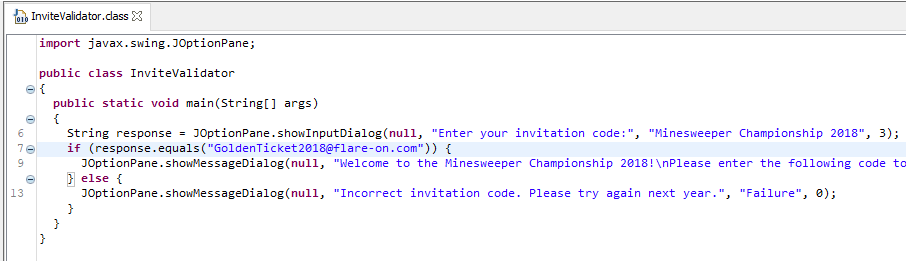 InviteValidator.class
import javax.swing.JOptionPane;
public class InviteValidator
{
public static void main(String[] args)
{
6 String response = JOptionPane.showInputDialog(null, "Enter your invitation code:", "Minesweeper Championship 2018", 3);
7 if (response.equals("GoldenTicket2018@flare-on.com")) {
9 JOptionPane.showMessageDialog(null, "Welcome to the Minesweeper Championship 2018!\nPlease enter the following code to
} else {
13 JOptionPane.showMessageDialog(null, "Incorrect invitation code. Please try again next year.", "Failure", 0);
}
}
}